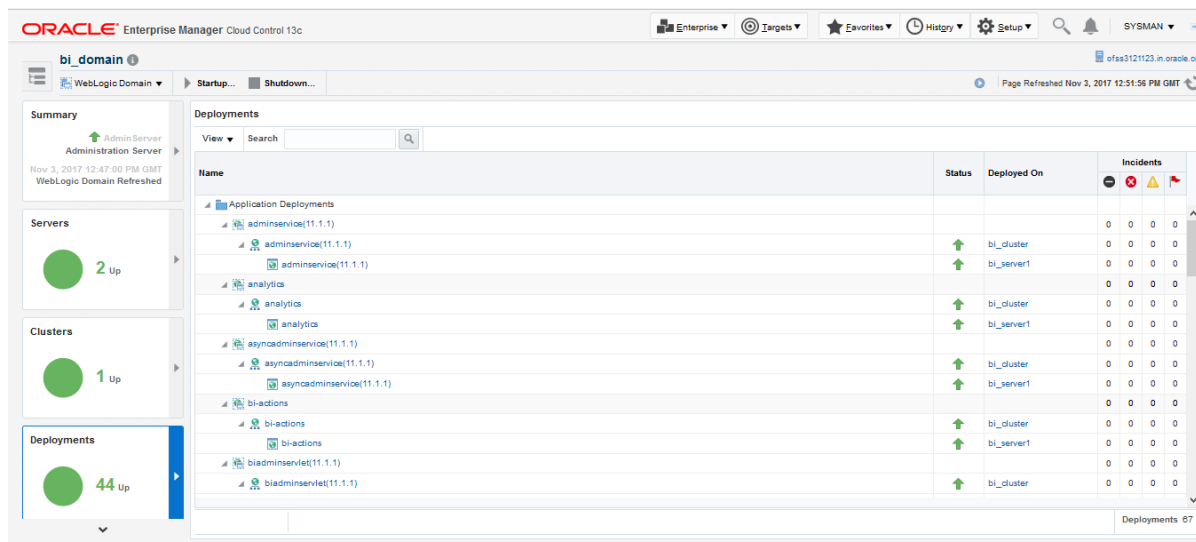 ORACLE Enterprise Manager Cloud Control 13c
Enterprise Targets Favorites History Setup SYSMAN
bi_domain
ofss3121123.in.oracle.co
WebLogic Domain Startup... Shutdown...
Page Refreshed Nov 3, 2017 12:51:56 PM GMT
Summary
AdminServer
Administration Server
Nov 3, 2017 12:47:00 PM GMT
WebLogic Domain Refreshed
Servers
2 Up
Clusters
1 Up
Deployments
44 Up
Deployments
View Search
Name Status Deployed On Incidents
Application Deployments
adminservice(11.1.1) 0 0 0 0
adminservice(11.1.1) bi_cluster 0 0 0 0
adminservice(11.1.1) bi_server1 0 0 0 0
analytics 0 0 0 0
analytics bi_cluster 0 0 0 0
analytics bi_server1 0 0 0 0
asyncadminservice(11.1.1) 0 0 0 0
asyncadminservice(11.1.1) bi_cluster 0 0 0 0
asyncadminservice(11.1.1) bi_server1 0 0 0 0
bi-actions 0 0 0 0
bi-actions bi_cluster 0 0 0 0
bi-actions bi_server1 0 0 0 0
biadminservlet(11.1.1) 0 0 0 0
biadminservlet(11.1.1) bi_cluster 0 0 0 0
Deployments 67